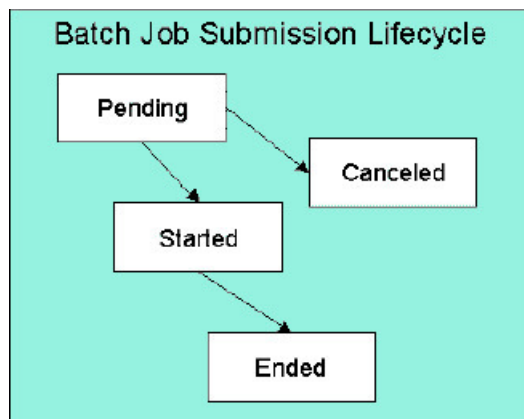 Batch Job Submission Lifecycle
Pending
Canceled
Started
Ended